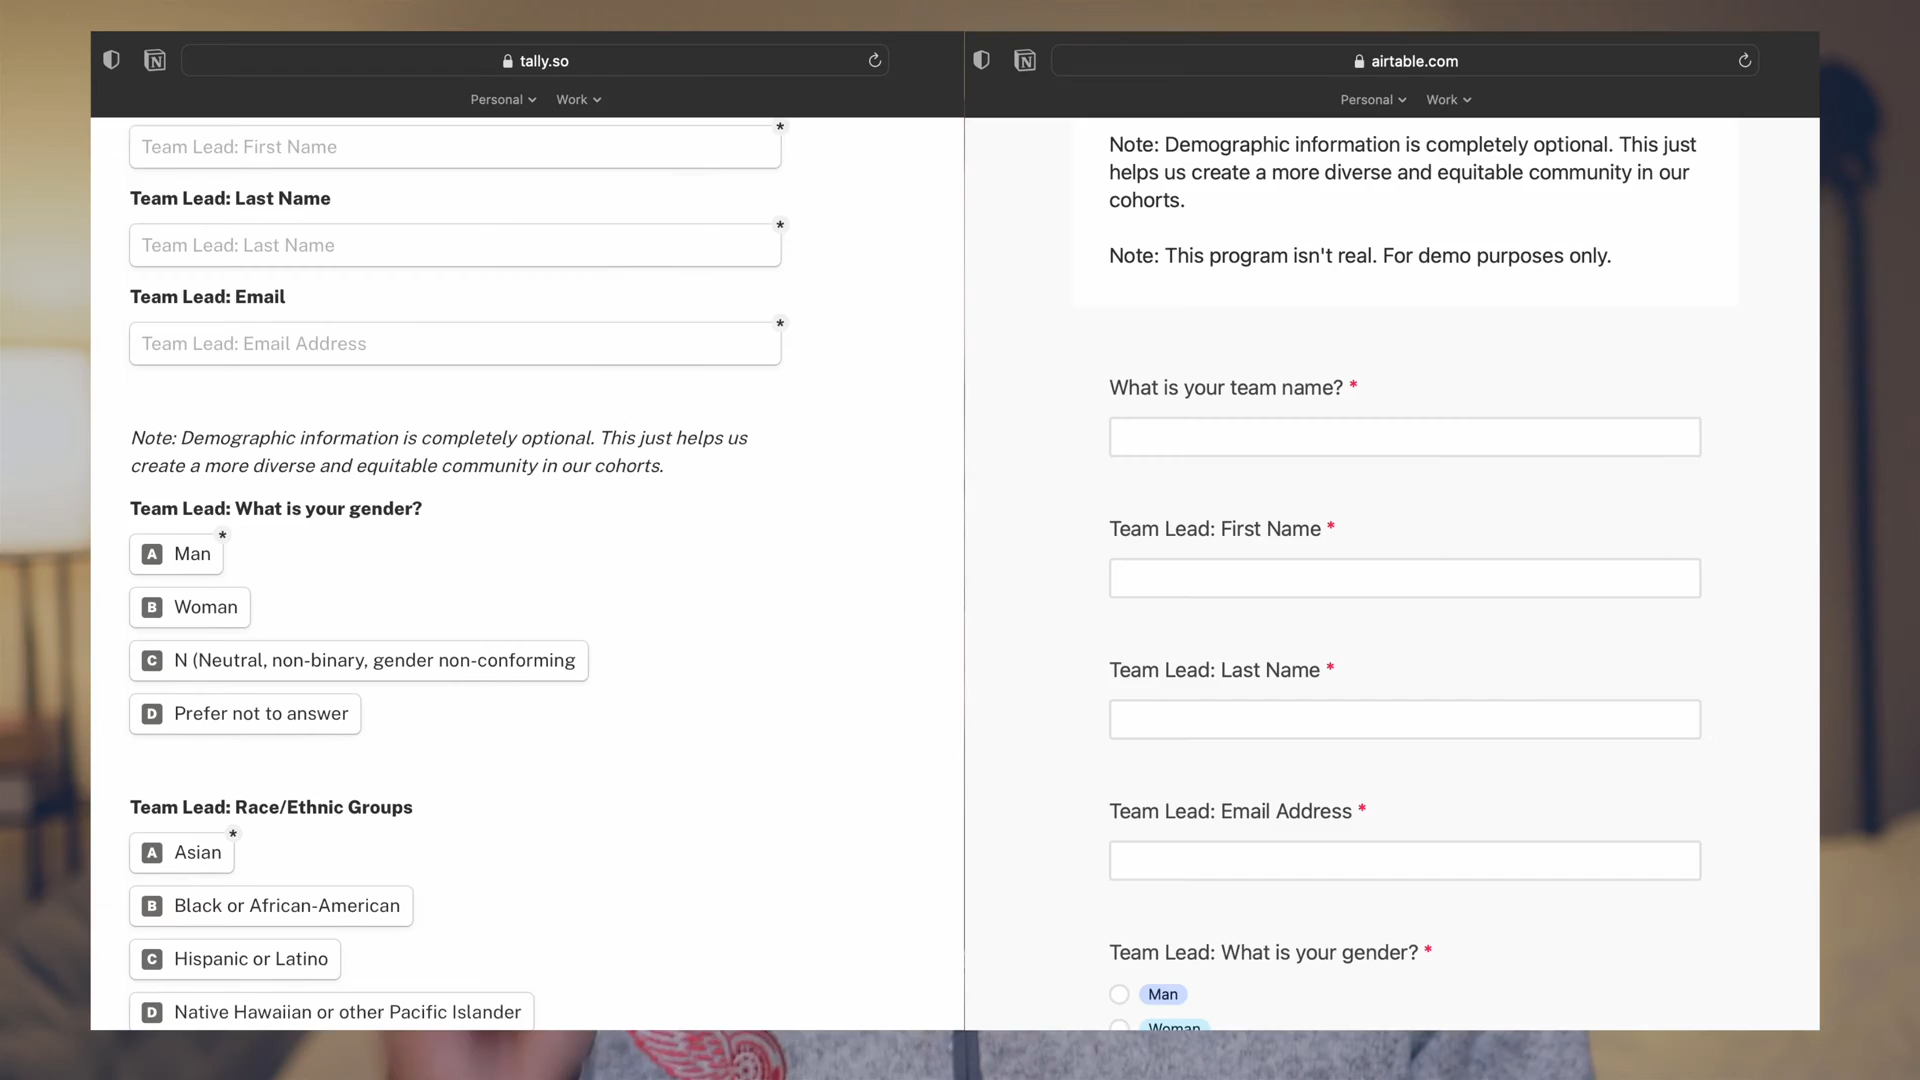 tally.so
Personal Work
*
Team Lead: First Name
Team Lead: Last Name
*
Team Lead: Last Name
Team Lead: Email
*
Team Lead: Email Address
Note: Demographic information is completely optional. This just helps us
create a more diverse and equitable community in our cohorts.
Team Lead: What is your gender?
*
A Man
B Woman
C N (Neutral, non-binary, gender non-conforming
D Prefer not to answer
Team Lead: Race/Ethnic Groups
*
A Asian
B Black or African-American
C Hispanic or Latino
D Native Hawaiian or other Pacific Islander
airtable.com
Personal Work
Note: Demographic information is completely optional. This just
helps us create a more diverse and equitable community in our
cohorts.
Note: This program isn't real. For demo purposes only.
What is your team name? *
Team Lead: First Name *
Team Lead: Last Name *
Team Lead: Email Address *
Team Lead: What is your gender? *
Man
Woman